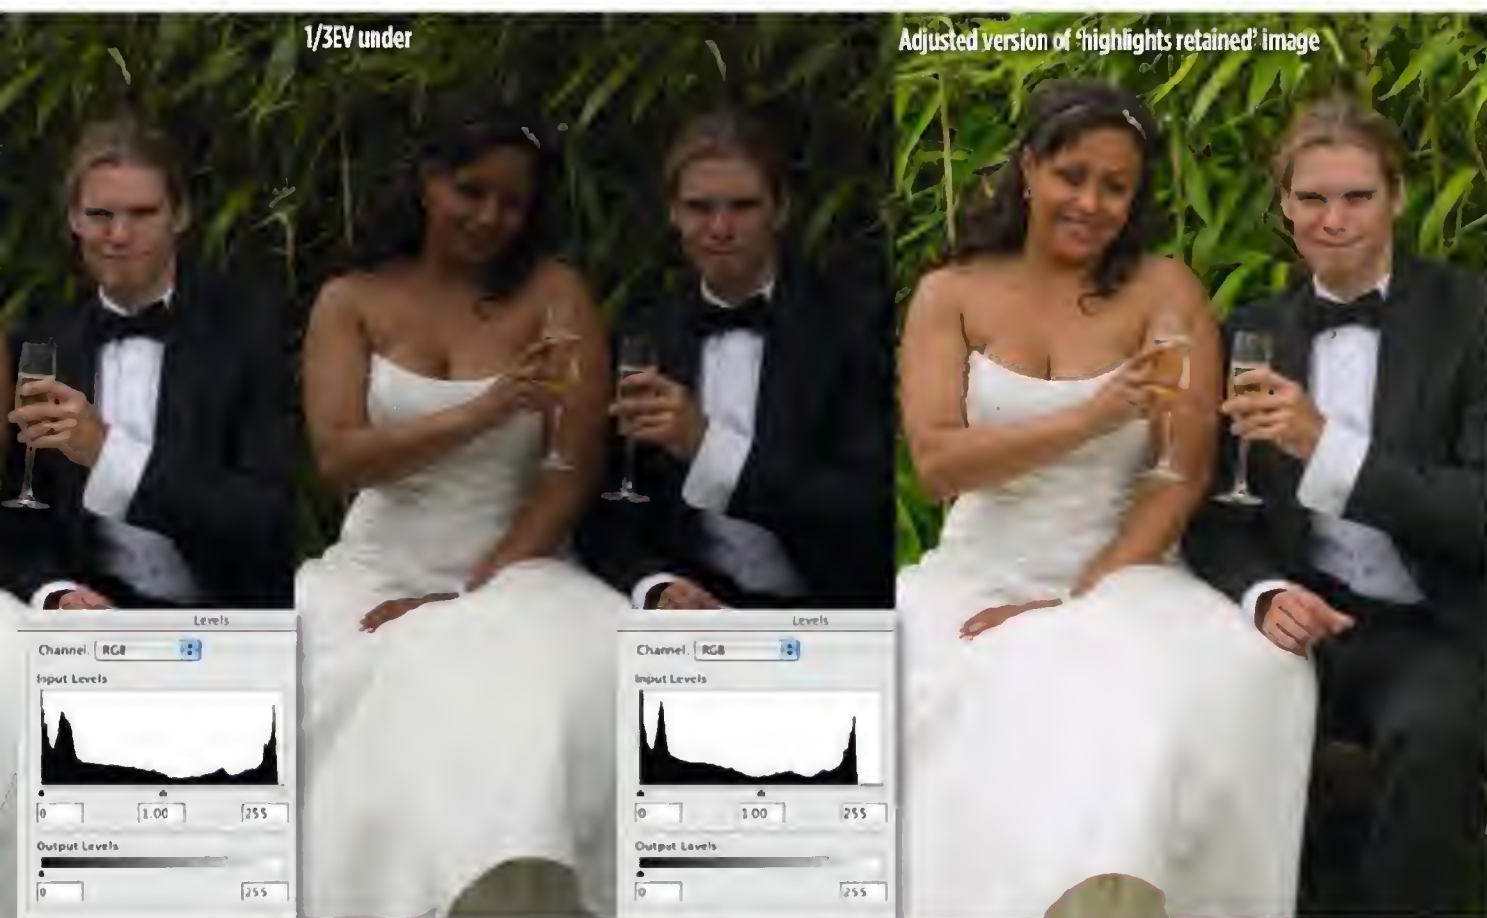 1/3EV under
Adjusted version of 'highlights retained' image
Levels
Channel: RGB
Input Levels
0 1.00 255
Output Levels
0 255
Levels
Channel: RGB
Input Levels
0 1.00 255
Output Levels
0 255